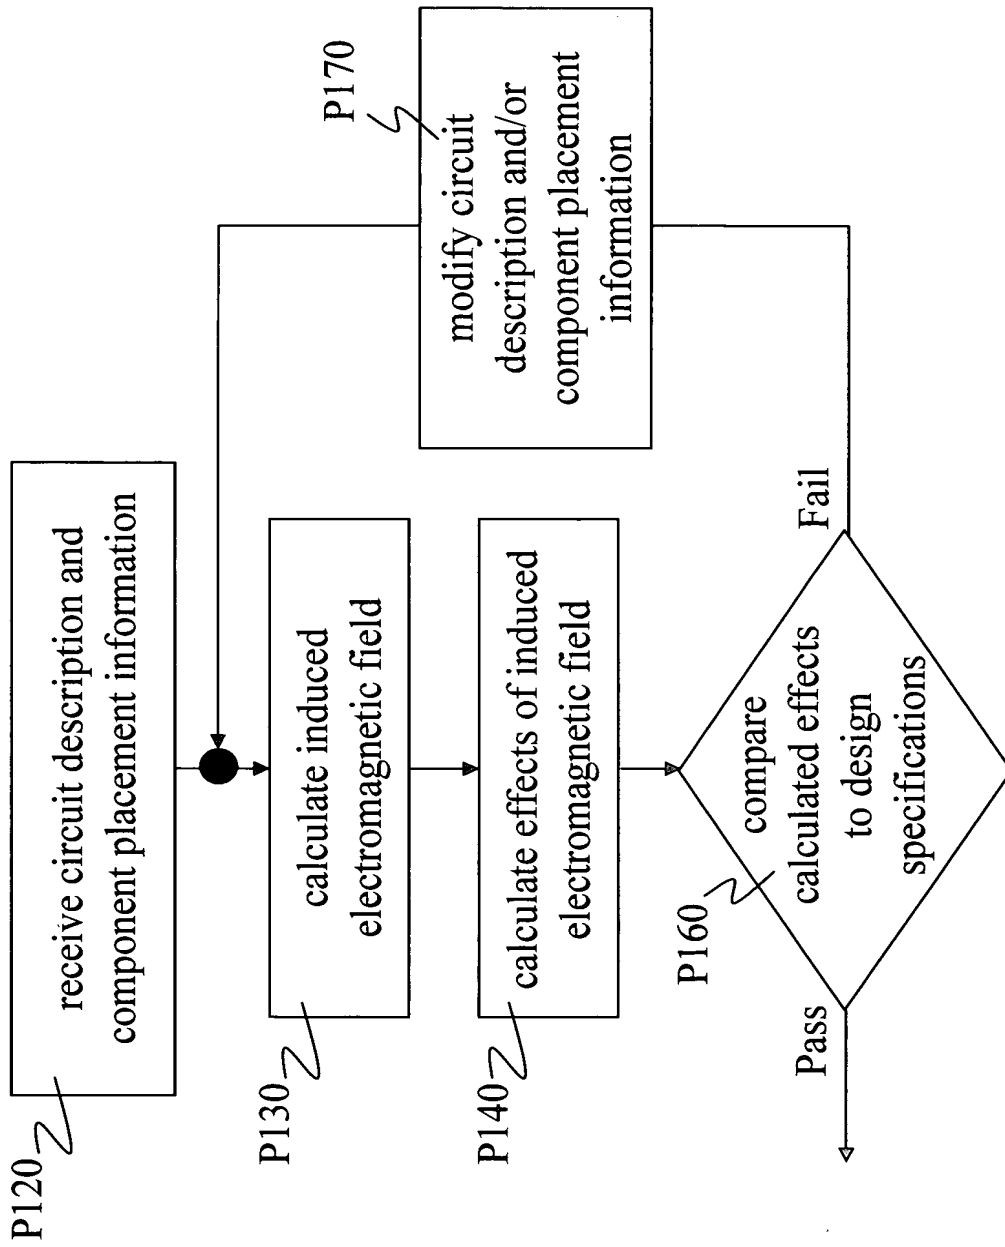 P120
receive circuit description and
component placement information
P130
calculate induced
electromagnetic field
P140
calculate effects of induced
electromagnetic field
P160
compare
calculated effects
to design
specifications
Pass
Fail
P170
modify circuit
description and/or
component placement
information